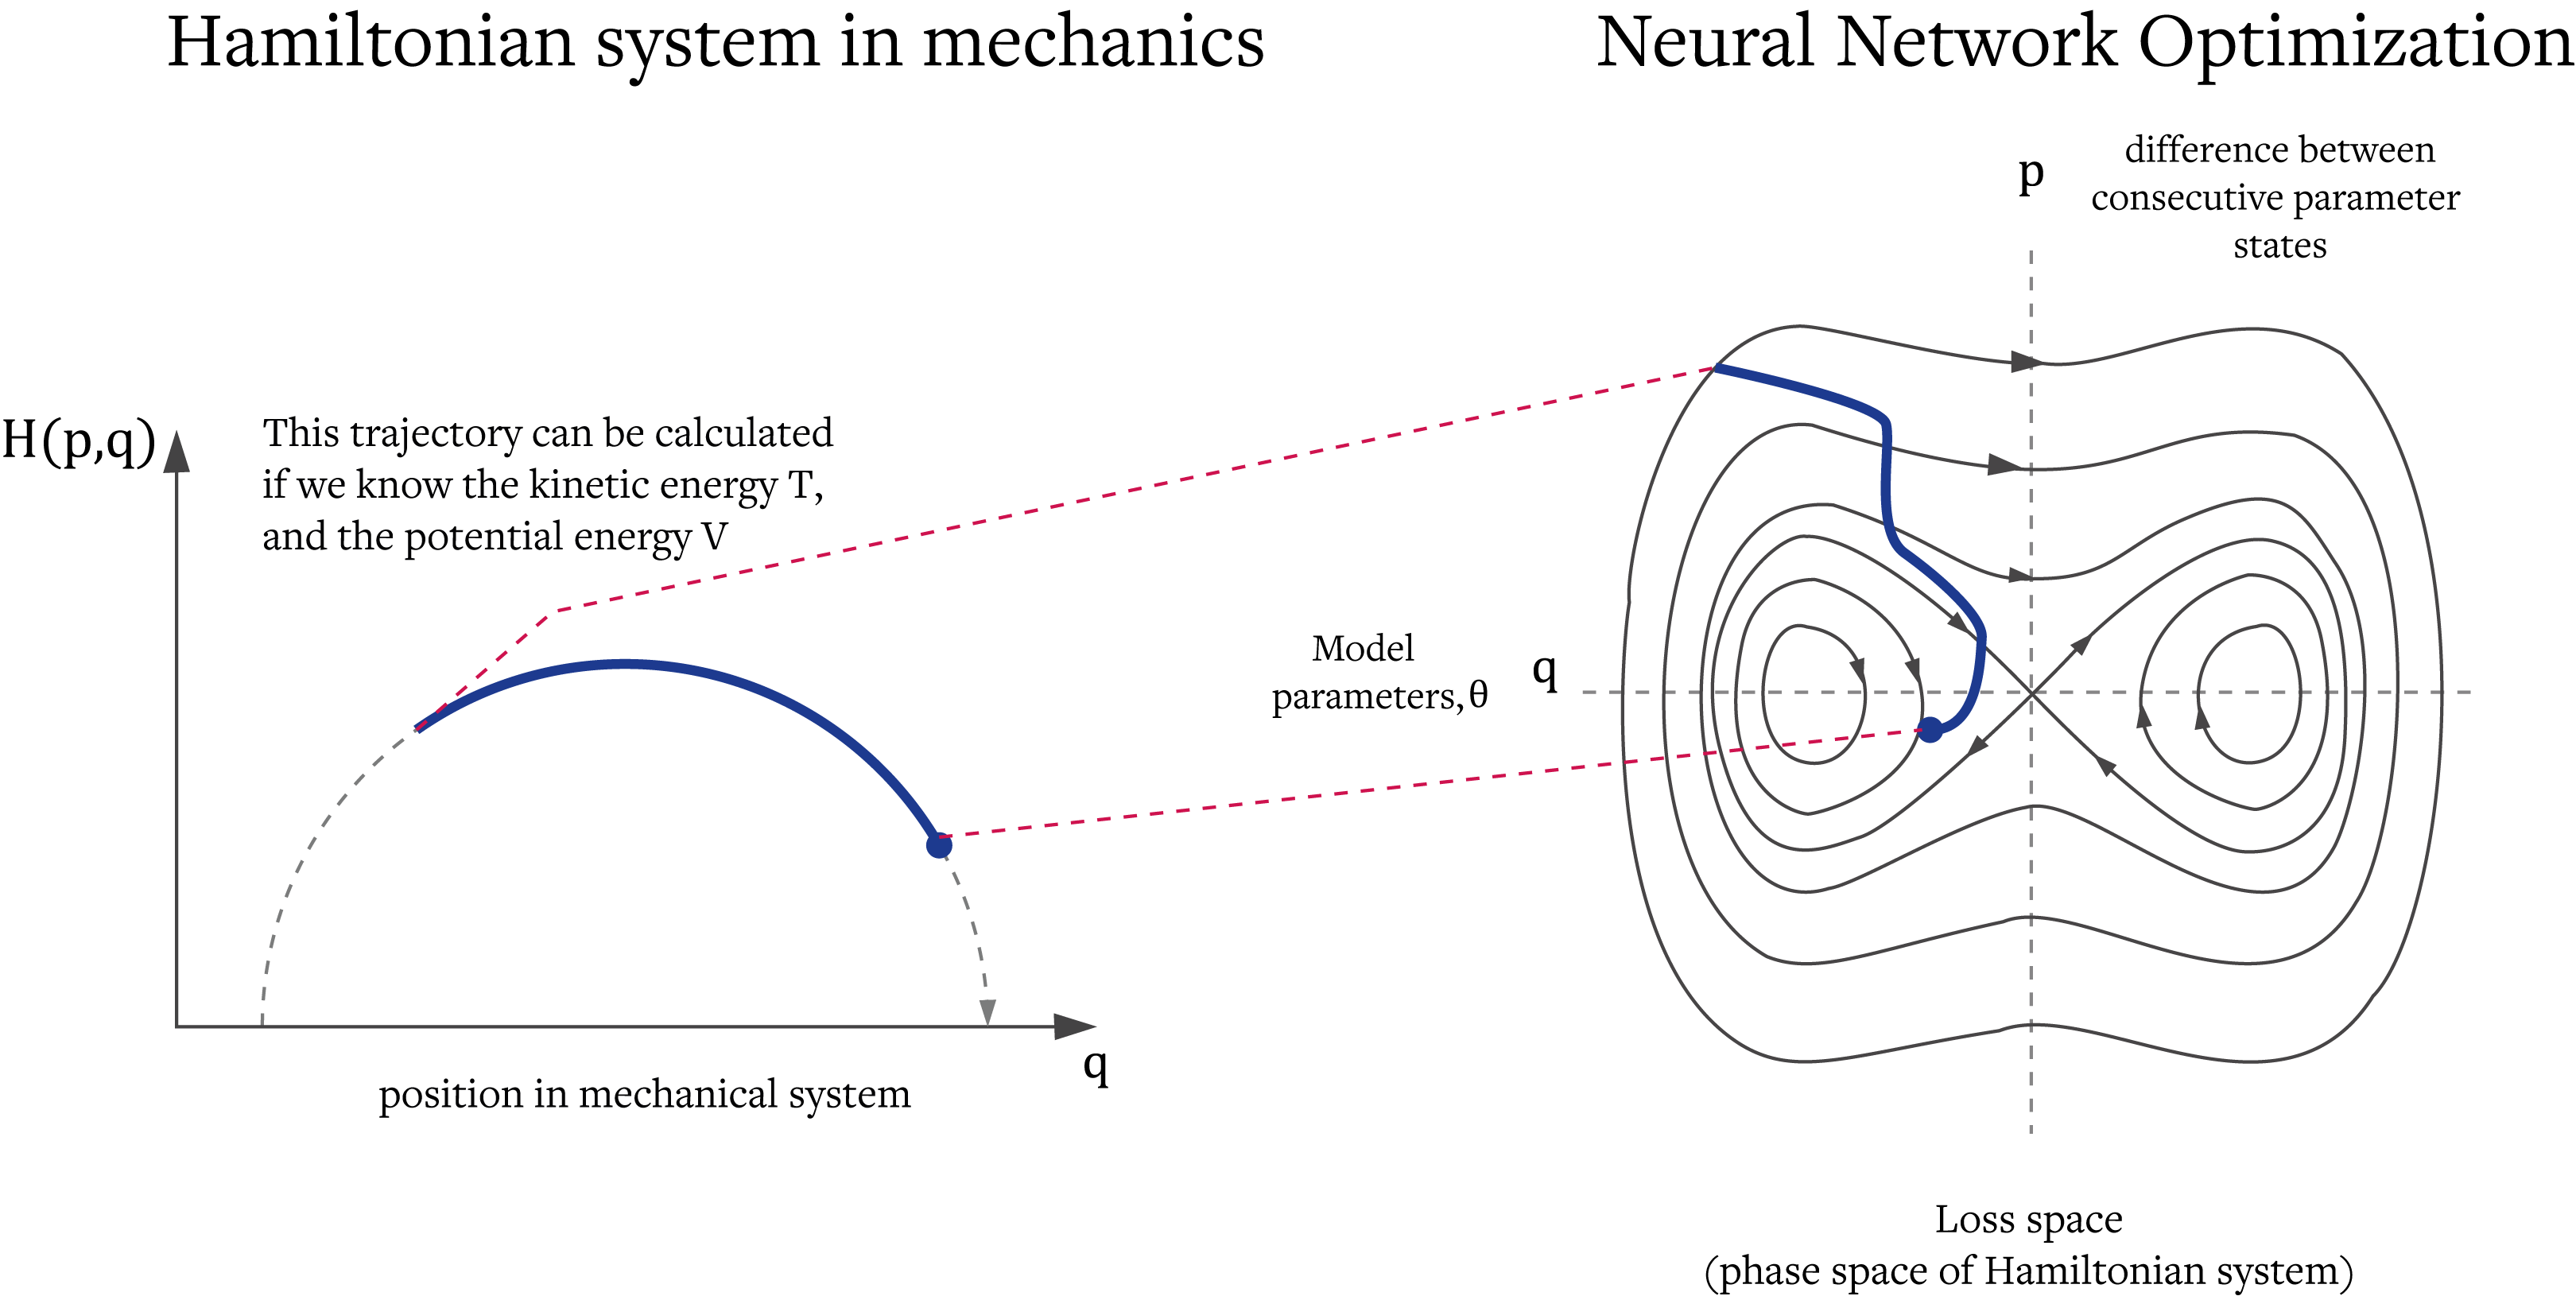 Hamiltonian system in mechanics
H(p,q)
This trajectory can be calculated
if we know the kinetic energy T,
and the potential energy V
q
position in mechanical system
Neural Network Optimization
p
difference between
consecutive parameter
states
Model
parameters, θ
q
Loss space
(phase space of Hamiltonian system)